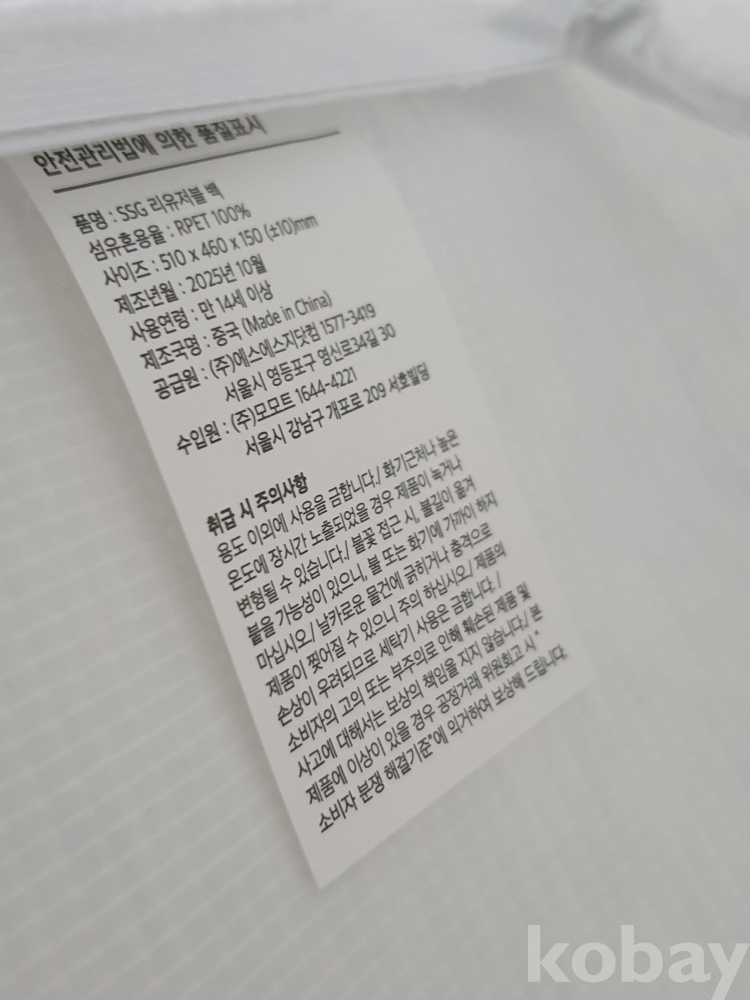 안전관리법에 의한 품질표시
품명 : SSG 리유저블 백
섬유혼용율 : RPET 100%
사이즈 : 510 x 460 x 150 (±10)mm
제조년월 : 2025년 10월
사용연령 : 만 14세 이상
제조국명 : 중국 (Made in China)
공급원 : (주)에스에스지닷컴 1577-3419
서울시 영등포구 영신로34길 30
수입원 : (주)모모트 1644-4221
서울시 강남구 개포로 209 서호빌딩
취급 시 주의사항
용도 이외에 사용을 금합니다./ 화기근처나 높은
온도에 장시간 노출되었을 경우 제품이 녹거나
변형될 수 있습니다./ 불꽃 접근 시, 불길이 옮겨
붙을 가능성이 있으니, 불 또는 화기에 가까이 하지
마십시오./ 날카로운 물건에 긁히거나 충격으로
제품이 찢어질 수 있으니 주의 하십시오./ 제품의
손상이 우려되므로 세탁기 사용은 금합니다. /
소비자의 고의 또는 부주의로 인해 훼손된 제품 및
사고에 대해서는 보상의 책임을 지지 않습니다./ 본
제품에 이상이 있을 경우 공정거래 위원회고 시"
소비자 분쟁 해결기준"에 의거하여 보상해 드립니다.
kobay